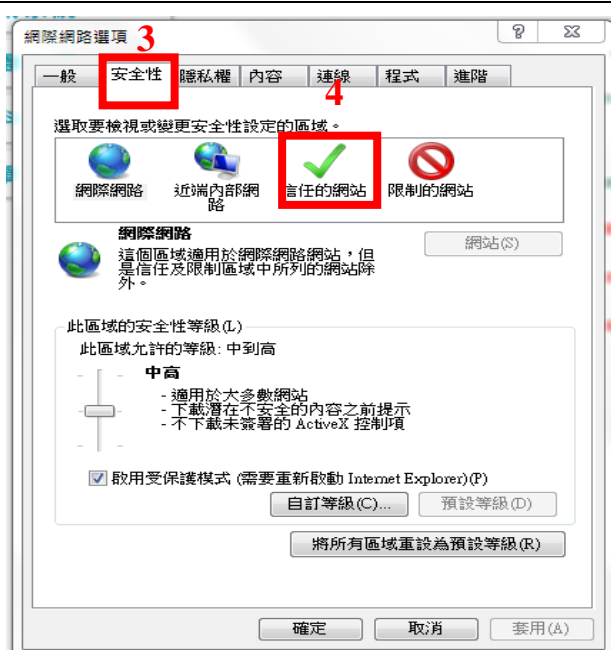 網際網路選項 3
一般 安全性 隱私權 內容 連線 程式 進階
4
選取要檢視或變更安全性設定的區域。
網際網路 近端內部網路 信任的網站 限制的網站
網際網路
這個區域適用於網際網路網站，但
是信任及限制區域中所列的網站除
外。
網站(S)
此區域的安全性等級(L)
此區域允許的等級: 中到高
中高
- 適用於大多數網站
- 下載潛在不安全的內容之前提示
- 不下載未簽署的 ActiveX 控制項
啟用受保護模式 (需要重新啟動 Internet Explorer)(P)
自訂等級(C)... 預設等級(D)
將所有區域重設為預設等級(R)
確定 取消 套用(A)